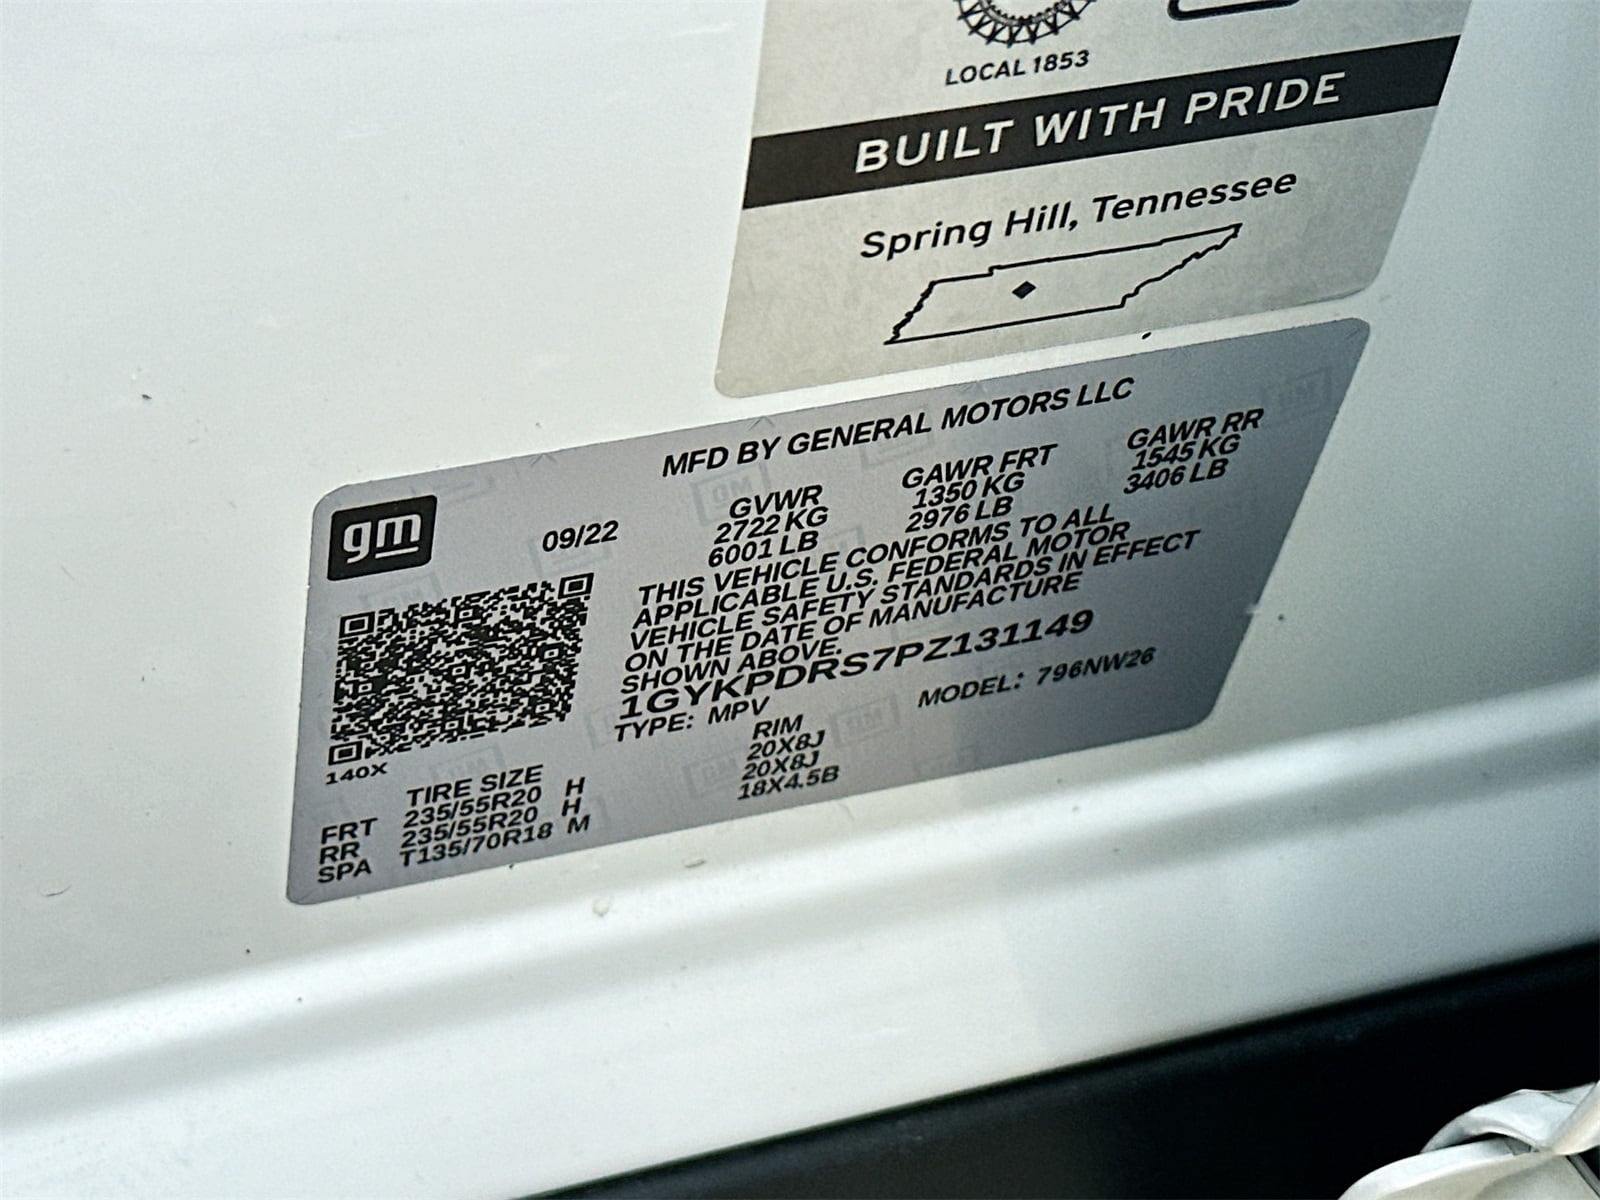 LOCAL 1853
BUILT WITH PRIDE
Spring Hill, Tennessee
MFD BY GENERAL MOTORS LLC
gm
09/22
GVWR
2722 KG
6001 LB
GAWR FRT
1350 KG
2976 LB
GAWR RR
1545 KG
3406 LB
THIS VEHICLE CONFORMS TO ALL
APPLICABLE U.S. FEDERAL MOTOR
VEHICLE SAFETY STANDARDS IN EFFECT
ON THE DATE OF MANUFACTURE
SHOWN ABOVE.
1GYKPDRS7PZ131149
TYPE: MPV
MODEL: 796NW26
140X
TIRE SIZE RIM
FRT 235/55R20 H 20X8J
RR 235/55R20 H 20X8J
SPA T135/70R18 M 18X4.5B